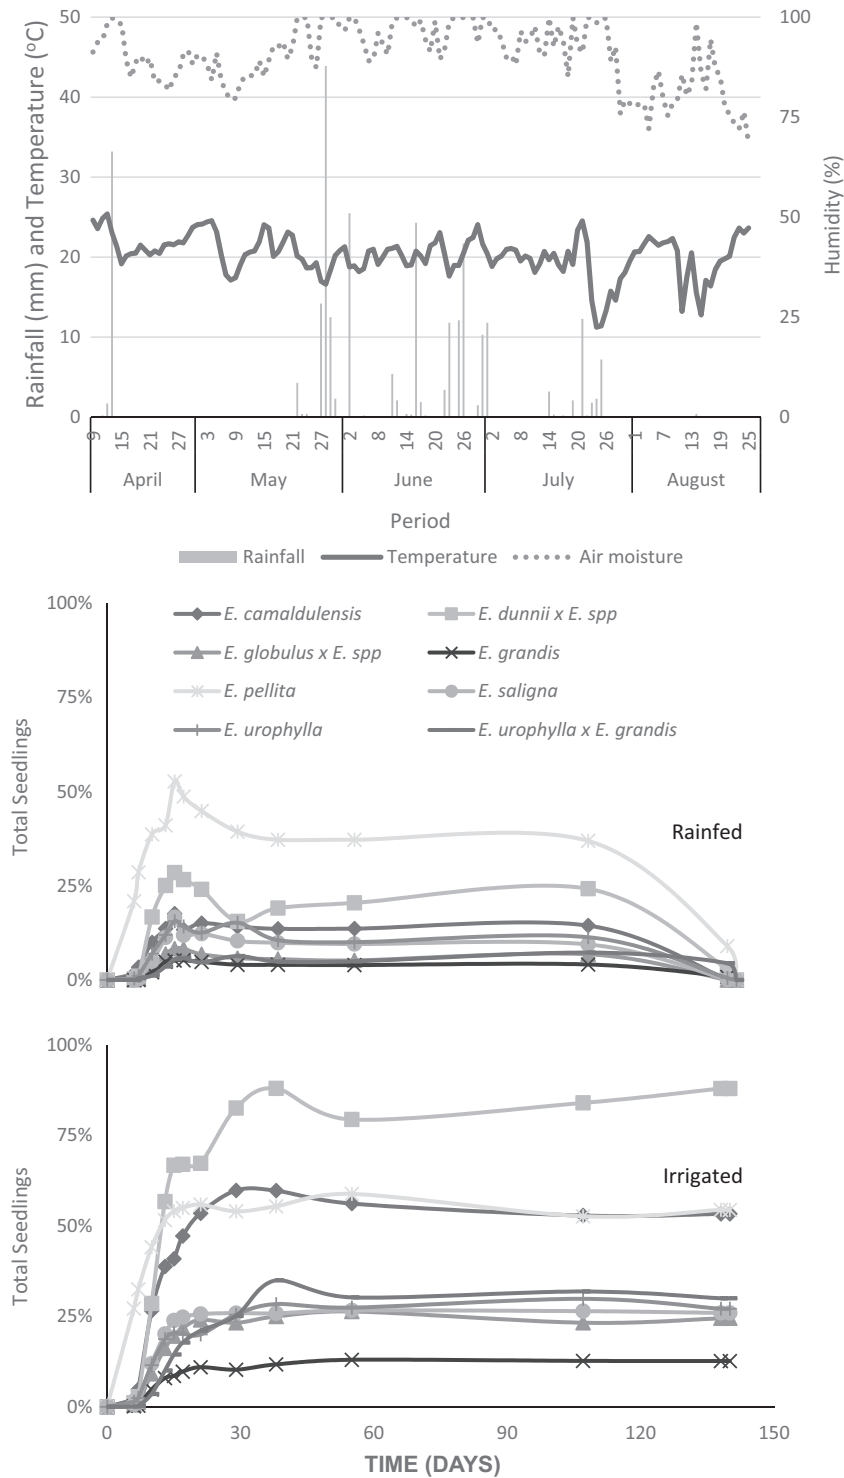 Rainfall (mm) and Temperature (ºC)
50
40
30
20
10
0
100
75
50
25
0
Humidity (%)
9 15 21 27 3 9 15 21 27 2 8 14 20 26 2 8 14 20 26 1 7 13 19 25
April May June July August
Period
Rainfall Temperature Air moisture
Total Seedlings
100%
75%
50%
25%
0%
E. camaldulensis E. dunnii x E. spp
E. globulus x E. spp E. grandis
E. pellita E. saligna
E. urophylla E. urophylla x E. grandis
Rainfed
Total Seedlings
100%
75%
50%
25%
0%
Irrigated
0 30 60 90 120 150
TIME (DAYS)